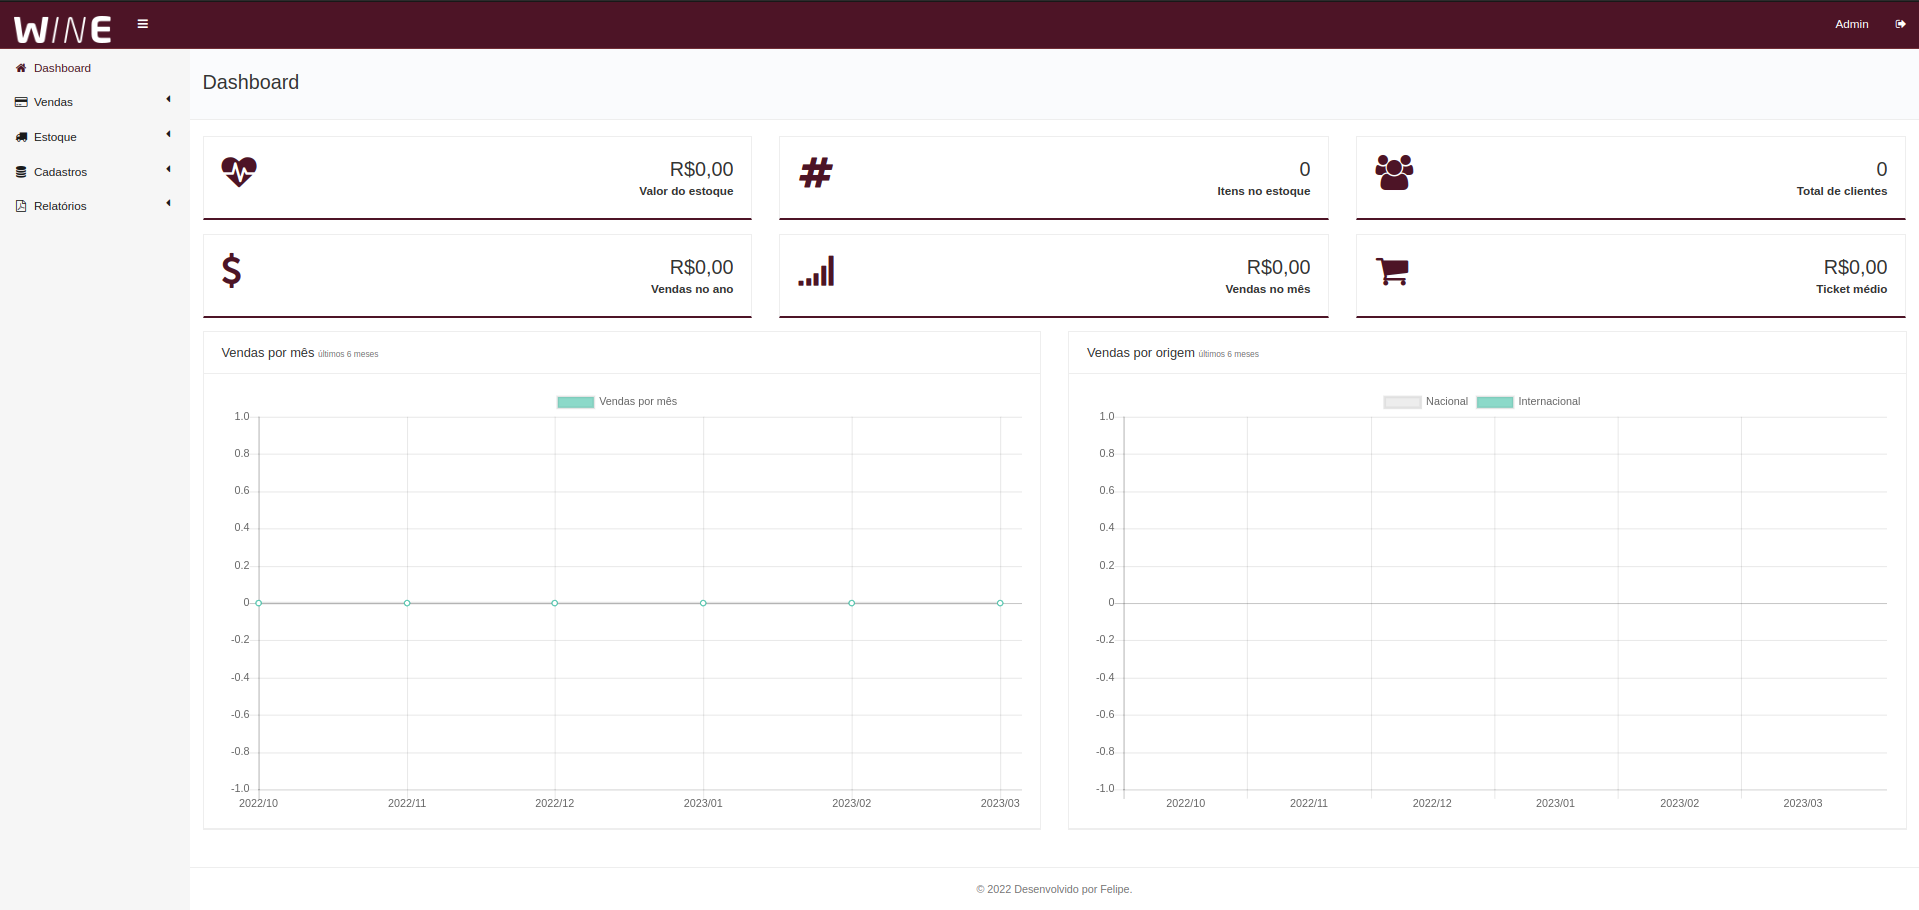 WINE
Admin
Dashboard
Vendas
Estoque
Cadastros
Relatórios
Dashboard
R$0,00
Valor do estoque
0
Itens no estoque
0
Total de clientes
R$0,00
Vendas no ano
R$0,00
Vendas no mês
R$0,00
Ticket médio
Vendas por mês últimos 6 meses
Vendas por mês
1.0
0.8
0.6
0.4
0.2
0
-0.2
-0.4
-0.6
-0.8
-1.0
2022/10 2022/11 2022/12 2023/01 2023/02 2023/03
Vendas por origem últimos 6 meses
Nacional Internacional
1.0
0.8
0.6
0.4
0.2
0
-0.2
-0.4
-0.6
-0.8
-1.0
2022/10 2022/11 2022/12 2023/01 2023/02 2023/03
© 2022 Desenvolvido por Felipe.